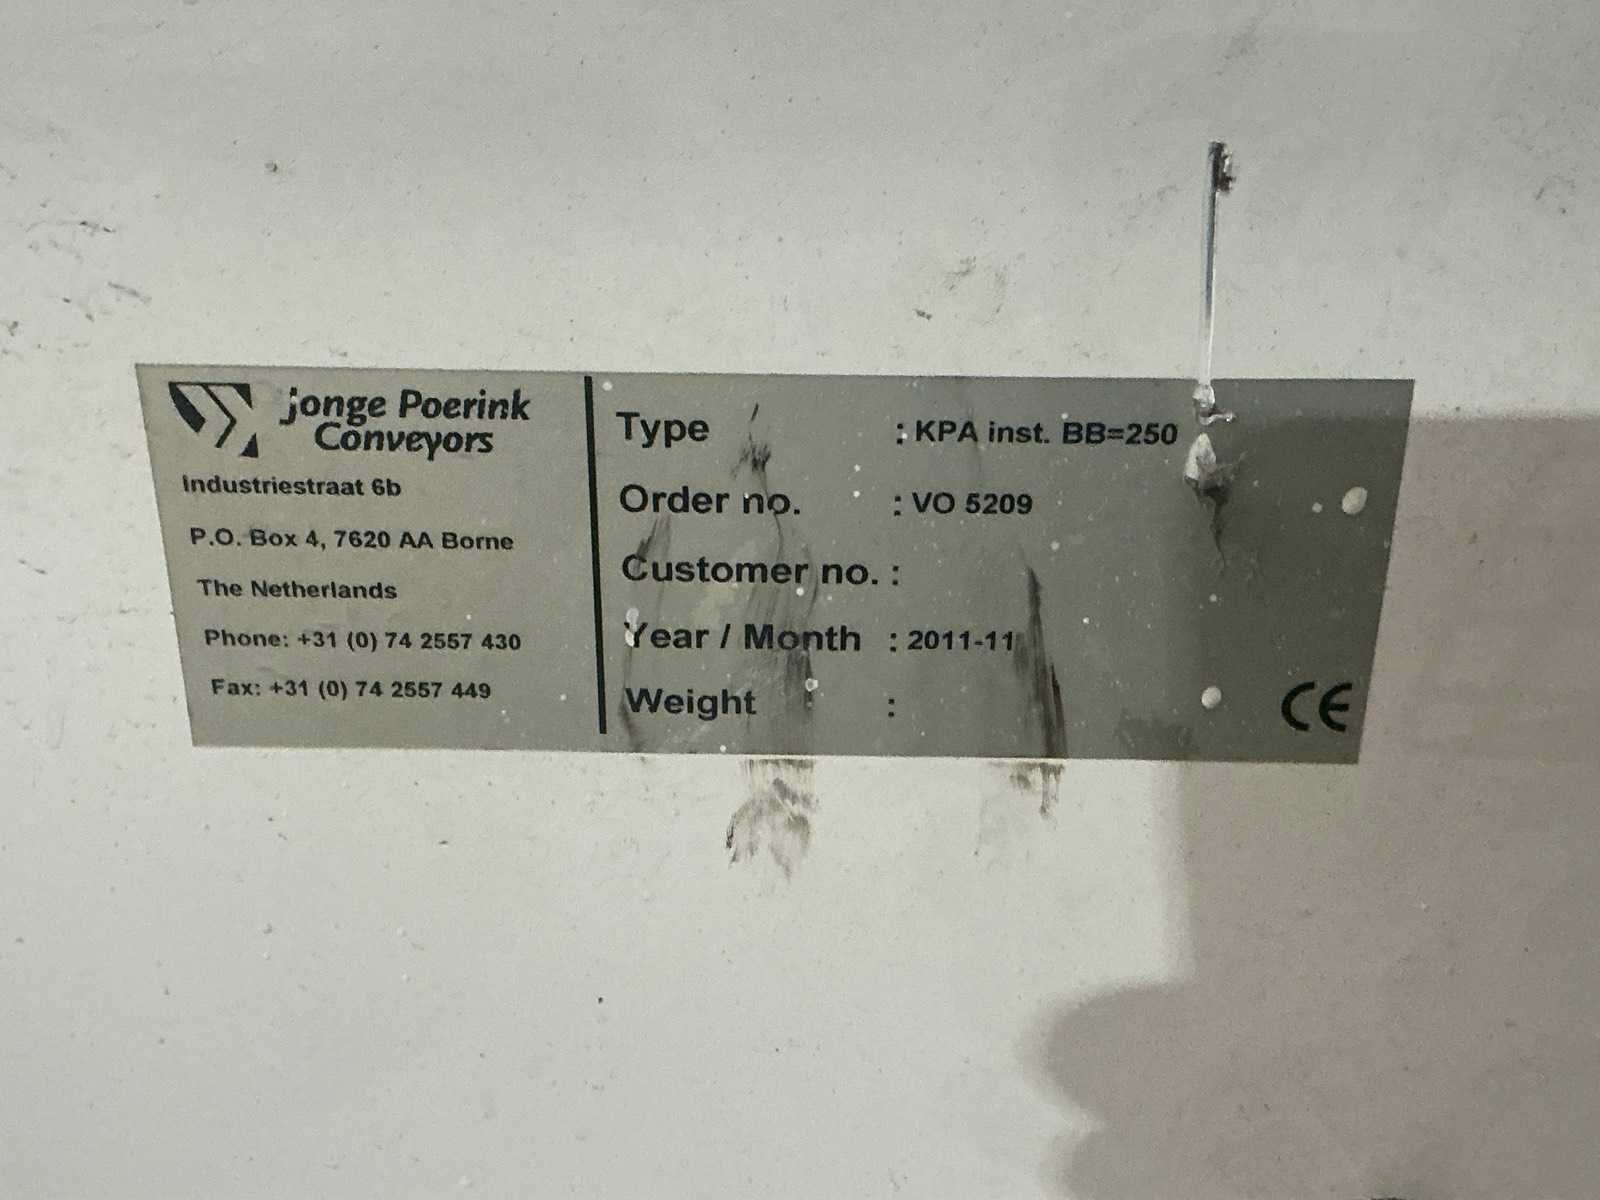 jonge Poerink
Conveyors
Industriestraat 6b
P.O. Box 4, 7620 AA Borne
The Netherlands
Phone: +31 (0) 74 2557 430
Fax: +31 (0) 74 2557 449
Type : KPA inst. BB=250
Order no. : VO 5209
Customer no. :
Year / Month : 2011-11
Weight :
CE